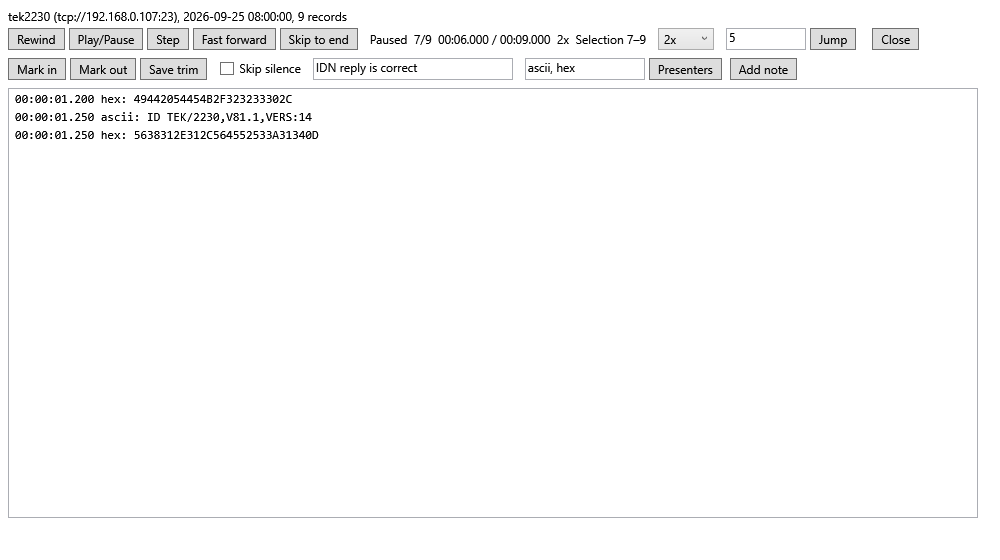 tek2230 (tcp://192.168.0.107:23), 2026-09-25 08:00:00, 9 records
Rewind Play/Pause Step Fast forward Skip to end Paused 7/9 00:06.000 / 00:09.000 2x Selection 7–9 2x 5 Jump Close
Mark in Mark out Save trim Skip silence IDN reply is correct ascii, hex Presenters Add note
00:00:01.200 hex: 49442054454B2F323233302C
00:00:01.250 ascii: ID TEK/2230,V81.1,VERS:14
00:00:01.250 hex: 5638312E312C564552533A31340D